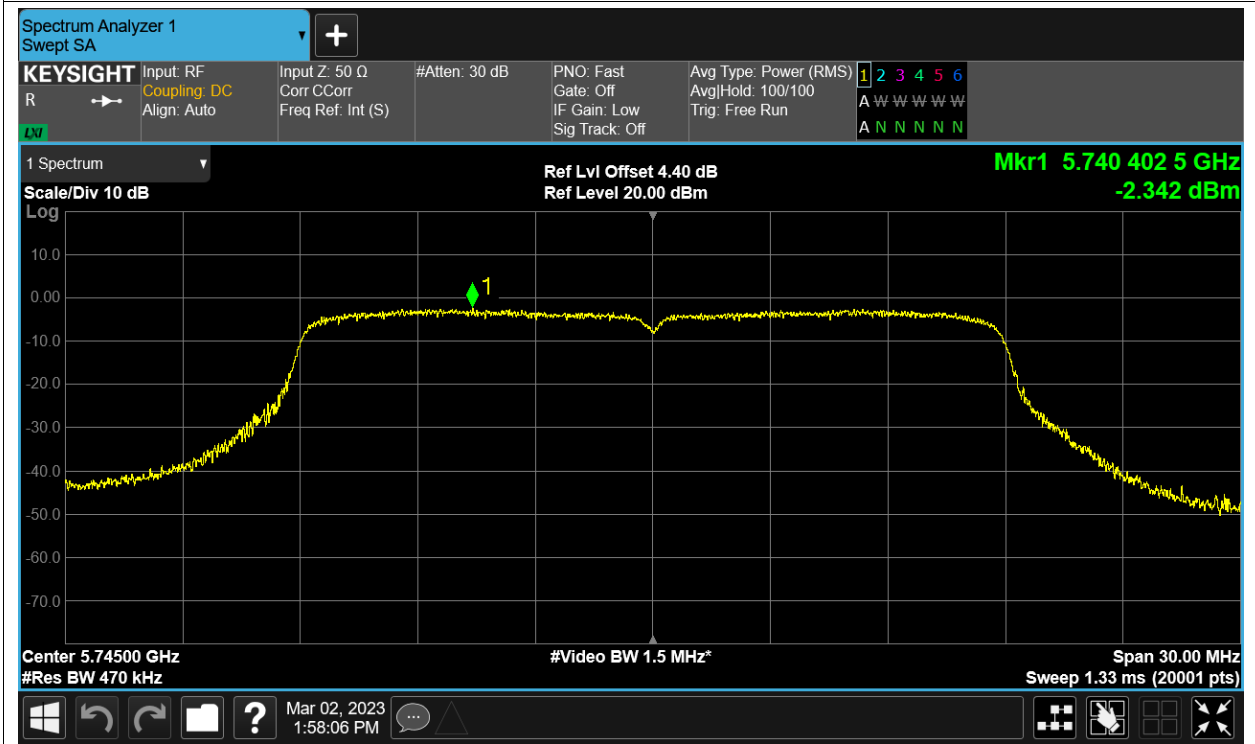 Spectrum Analyzer 1
Swept SA
+
KEYSIGHT
R
LXI
Input: RF
Coupling: DC
Align: Auto
Input Z: 50 Ω
Corr CCorr
Freq Ref: Int (S)
#Atten: 30 dB
PNO: Fast
Gate: Off
IF Gain: Low
Sig Track: Off
Avg Type: Power (RMS)
Avg|Hold: 100/100
Trig: Free Run
1 2 3 4 5 6
A W W W W W
A N N N N N
1 Spectrum
Scale/Div 10 dB
Log
Ref Lvl Offset 4.40 dB
Ref Level 20.00 dBm
Mkr1 5.740 402 5 GHz
-2.342 dBm
10.0
0.00
-10.0
-20.0
-30.0
-40.0
-50.0
-60.0
-70.0
1
Center 5.74500 GHz
#Res BW 470 kHz
#Video BW 1.5 MHz*
Span 30.00 MHz
Sweep 1.33 ms (20001 pts)
?
Mar 02, 2023
1:58:06 PM